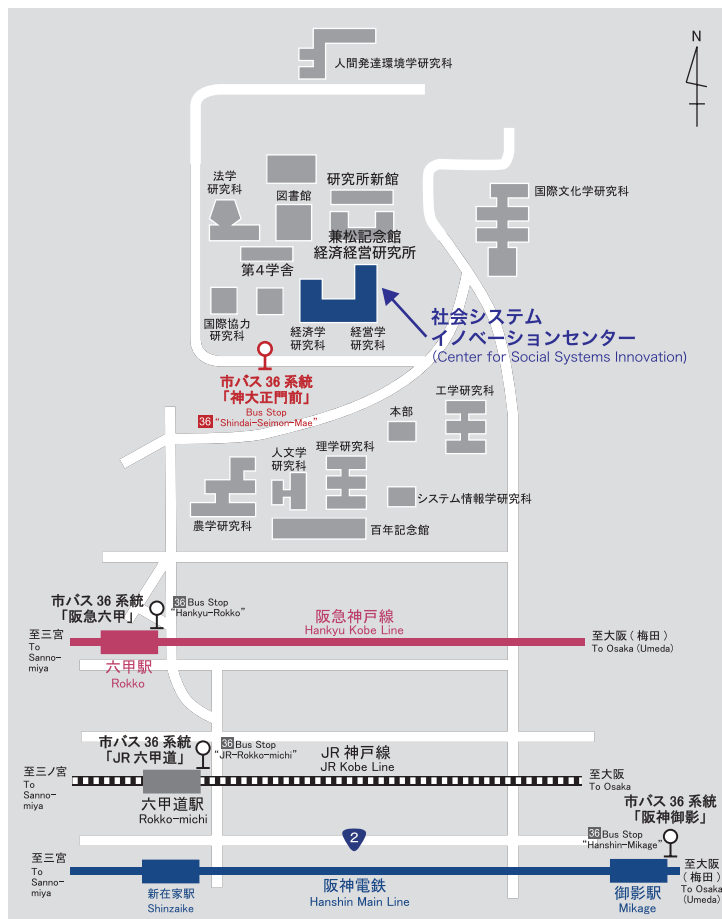 人間発達環境学研究科
N
法学
研究科
図書館
研究所新館
国際文化学研究科
兼松記念館
経済経営研究所
第4学舎
国際協力
研究科
経済学
研究科
経営学
研究科
社会システム
イノベーションセンター
(Center for Social Systems Innovation)
市バス36系統
「神大正門前」
Bus Stop
36 "Shindai-Seimon-Mae"
工学研究科
本部
人文学
研究科
理学研究科
農学研究科
システム情報学研究科
百年記念館
市バス36系統
「阪急六甲」
36 Bus Stop
"Hankyu-Rokko"
阪急神戸線
Hankyu Kobe Line
至三宮
To
Sanno-
miya
六甲駅
Rokko
至大阪(梅田)
To Osaka (Umeda)
市バス36系統
「JR六甲道」
36 Bus Stop
"JR-Rokko-michi"
JR神戸線
JR Kobe Line
至三ノ宮
To
Sanno-
miya
六甲道駅
Rokko-michi
至大阪
To Osaka
市バス36系統
「阪神御影」
36 Bus Stop
"Hanshin-Mikage"
2
至三宮
To
Sanno-
miya
新在家駅
Shinzaike
阪神電鉄
Hanshin Main Line
御影駅
Mikage
至大阪
(梅田)
To Osaka
(Umeda)